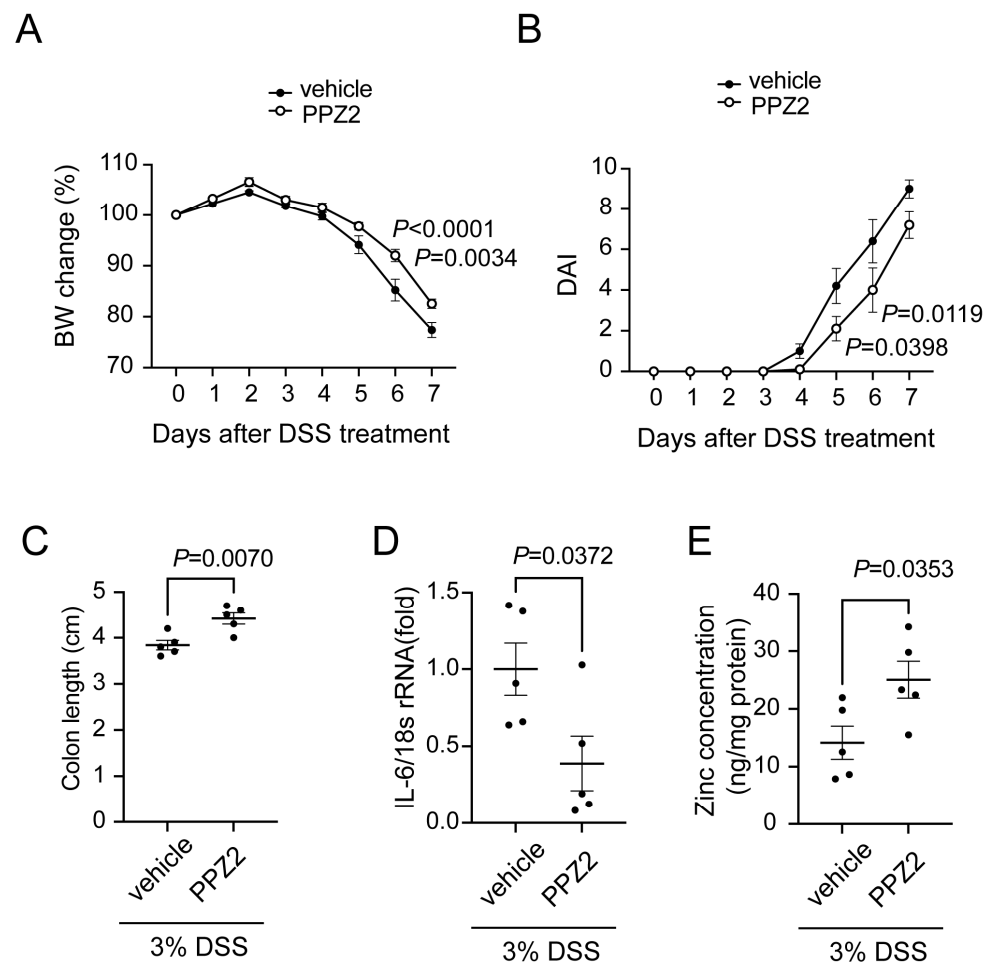 A
vehicle
PPZ2
BW change (%)
110
100
90
80
70
P<0.0001
P=0.0034
0 1 2 3 4 5 6 7
Days after DSS treatment
B
vehicle
PPZ2
DAI
10
8
6
4
2
0
P=0.0119
P=0.0398
0 1 2 3 4 5 6 7
Days after DSS treatment
C
P=0.0070
Colon length (cm)
5
4
3
2
1
0
vehicle
PPZ2
3% DSS
D
P=0.0372
IL-6/18s rRNA(fold)
1.5
1.0
0.5
0.0
vehicle
PPZ2
3% DSS
E
P=0.0353
Zinc concentration
(ng/mg protein)
40
30
20
10
0
vehicle
PPZ2
3% DSS